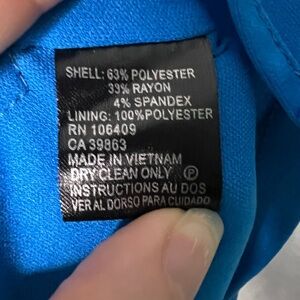 SHELL: 63% POLYESTER
33% RAYON
4% SPANDEX
LINING: 100% POLYESTER
RN 106409
CA 39863
MADE IN VIETNAM
DRY CLEAN ONLY Ⓟ
INSTRUCTIONS AU DOS
VER AL DORSO PARA CUIDADO